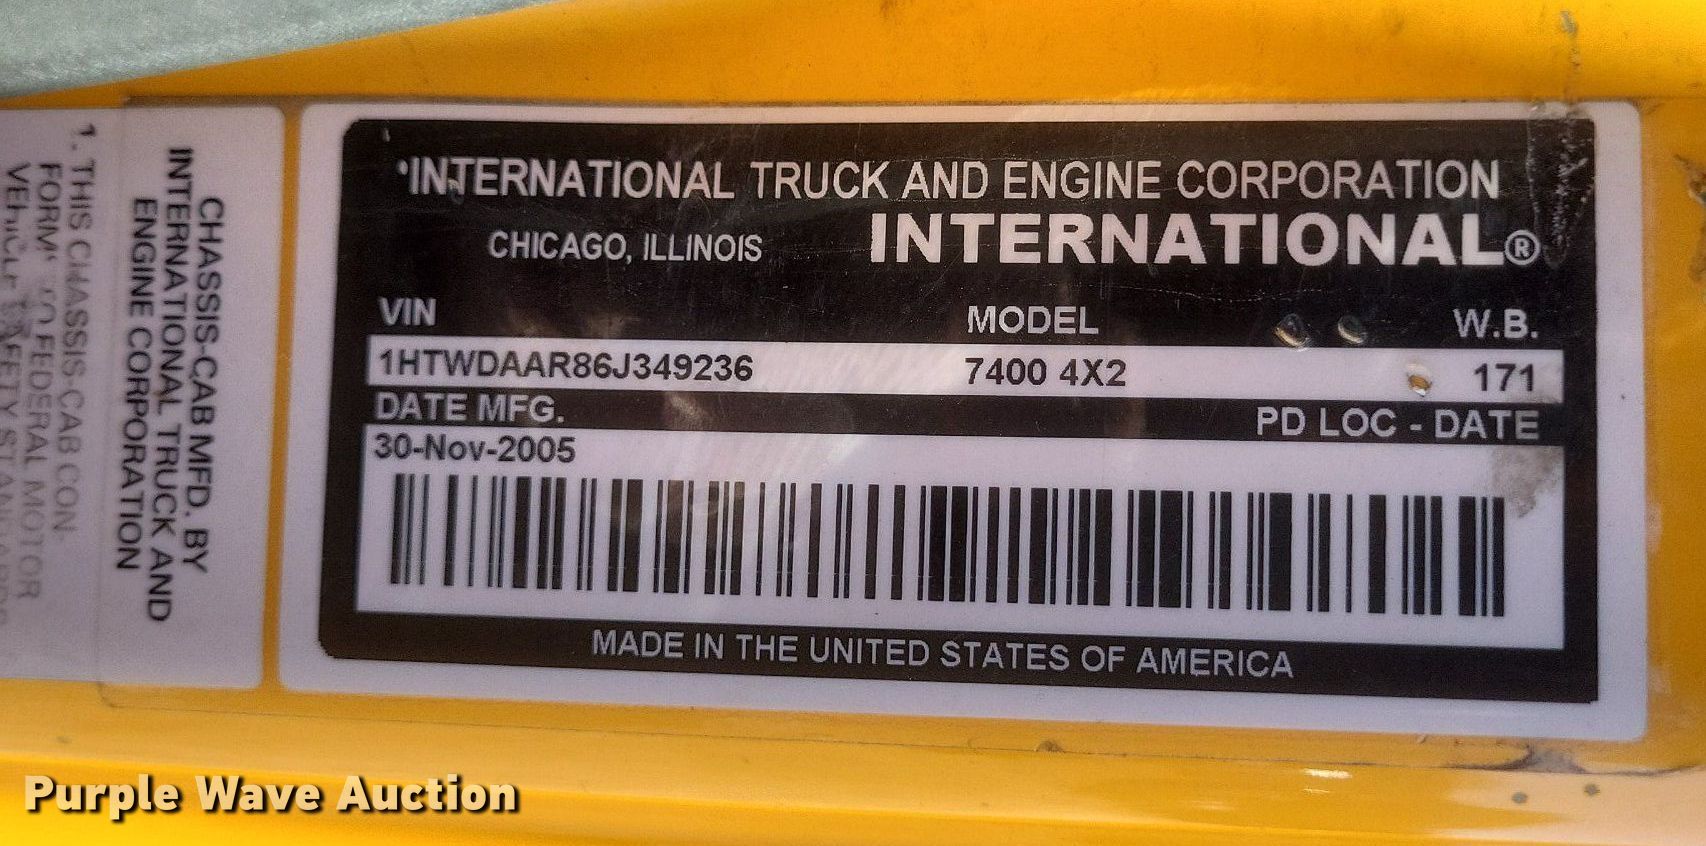 1. THIS CHASSIS-CAB CON-
FEDERAL MOTOR
CHASSIS-CAB MFD. BY
INTERNATIONAL TRUCK AND
ENGINE CORPORATION
INTERNATIONAL TRUCK AND ENGINE CORPORATION
CHICAGO, ILLINOIS
INTERNATIONAL®
VIN MODEL W.B.
1HTWDAAR86J349236 7400 4X2 171
DATE MFG. PD LOC - DATE
30-Nov-2005
MADE IN THE UNITED STATES OF AMERICA
Purple Wave Auction